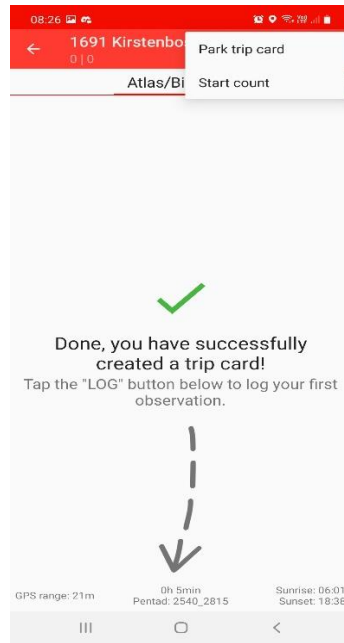 08:26
1691 Kirstenbo
0|0
Park trip card
Start count
Atlas/Bi
Done, you have successfully
created a trip card!
Tap the "LOG" button below to log your first
observation.
GPS range: 21m
0h 5min
Pentad: 2540_2815
Sunrise: 06:01
Sunset: 18:38